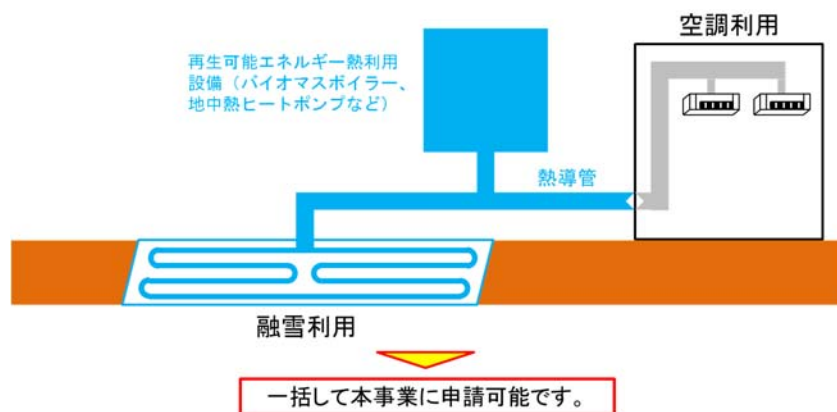 空調利用
再生可能エネルギー熱利用
設備（バイオマスボイラー、
地中熱ヒートポンプなど）
熱導管
融雪利用
一括して本事業に申請可能です。